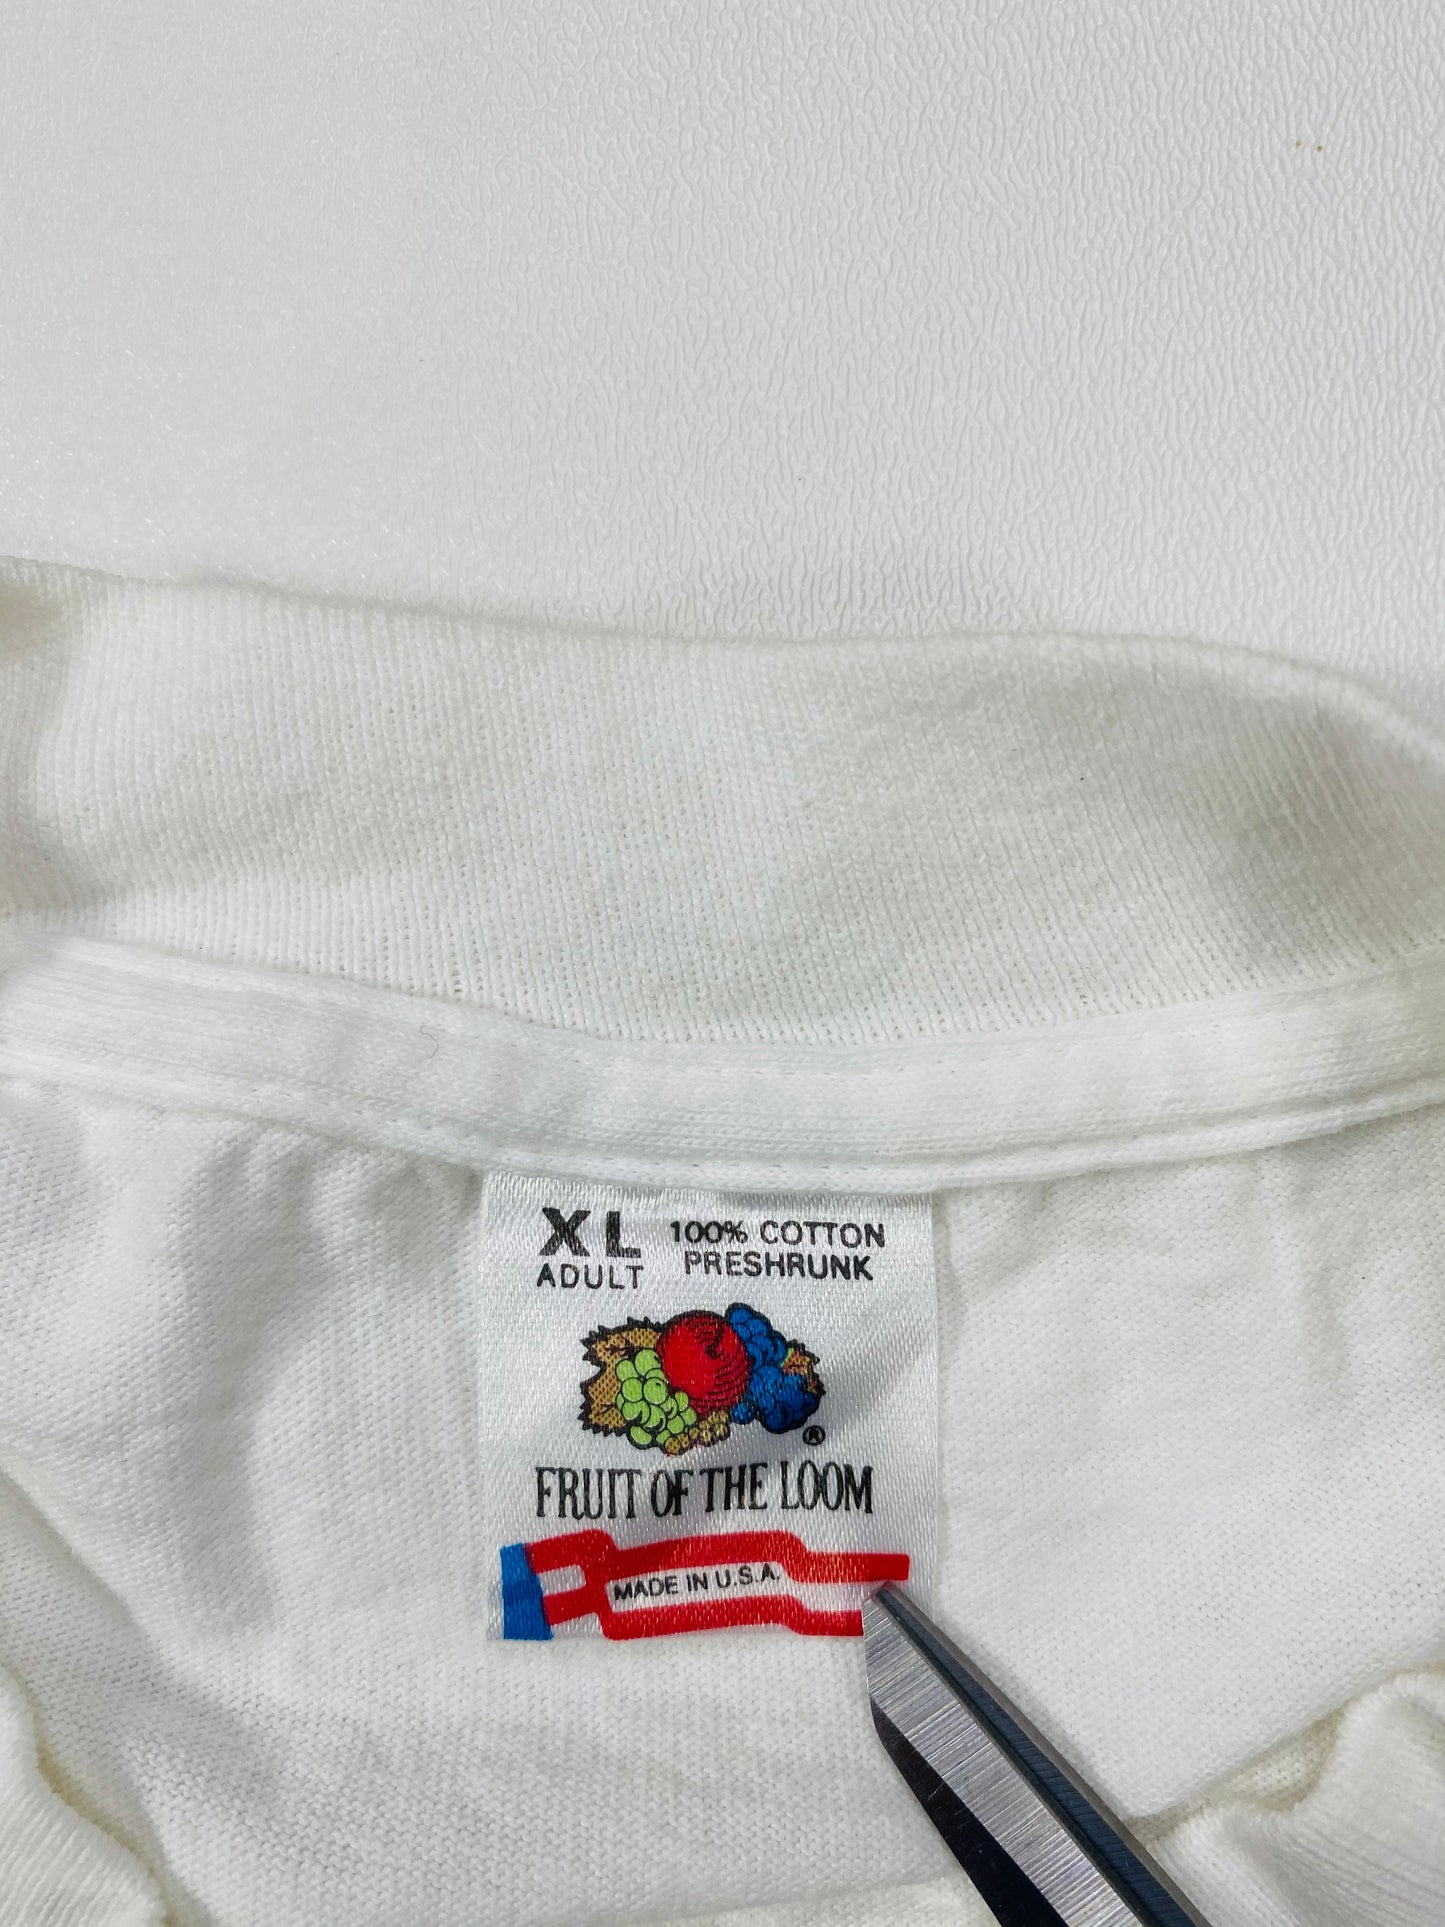 XL 100% COTTON
ADULT PRESHRUNK
®
FRUIT OF THE LOOM
MADE IN U.S.A.